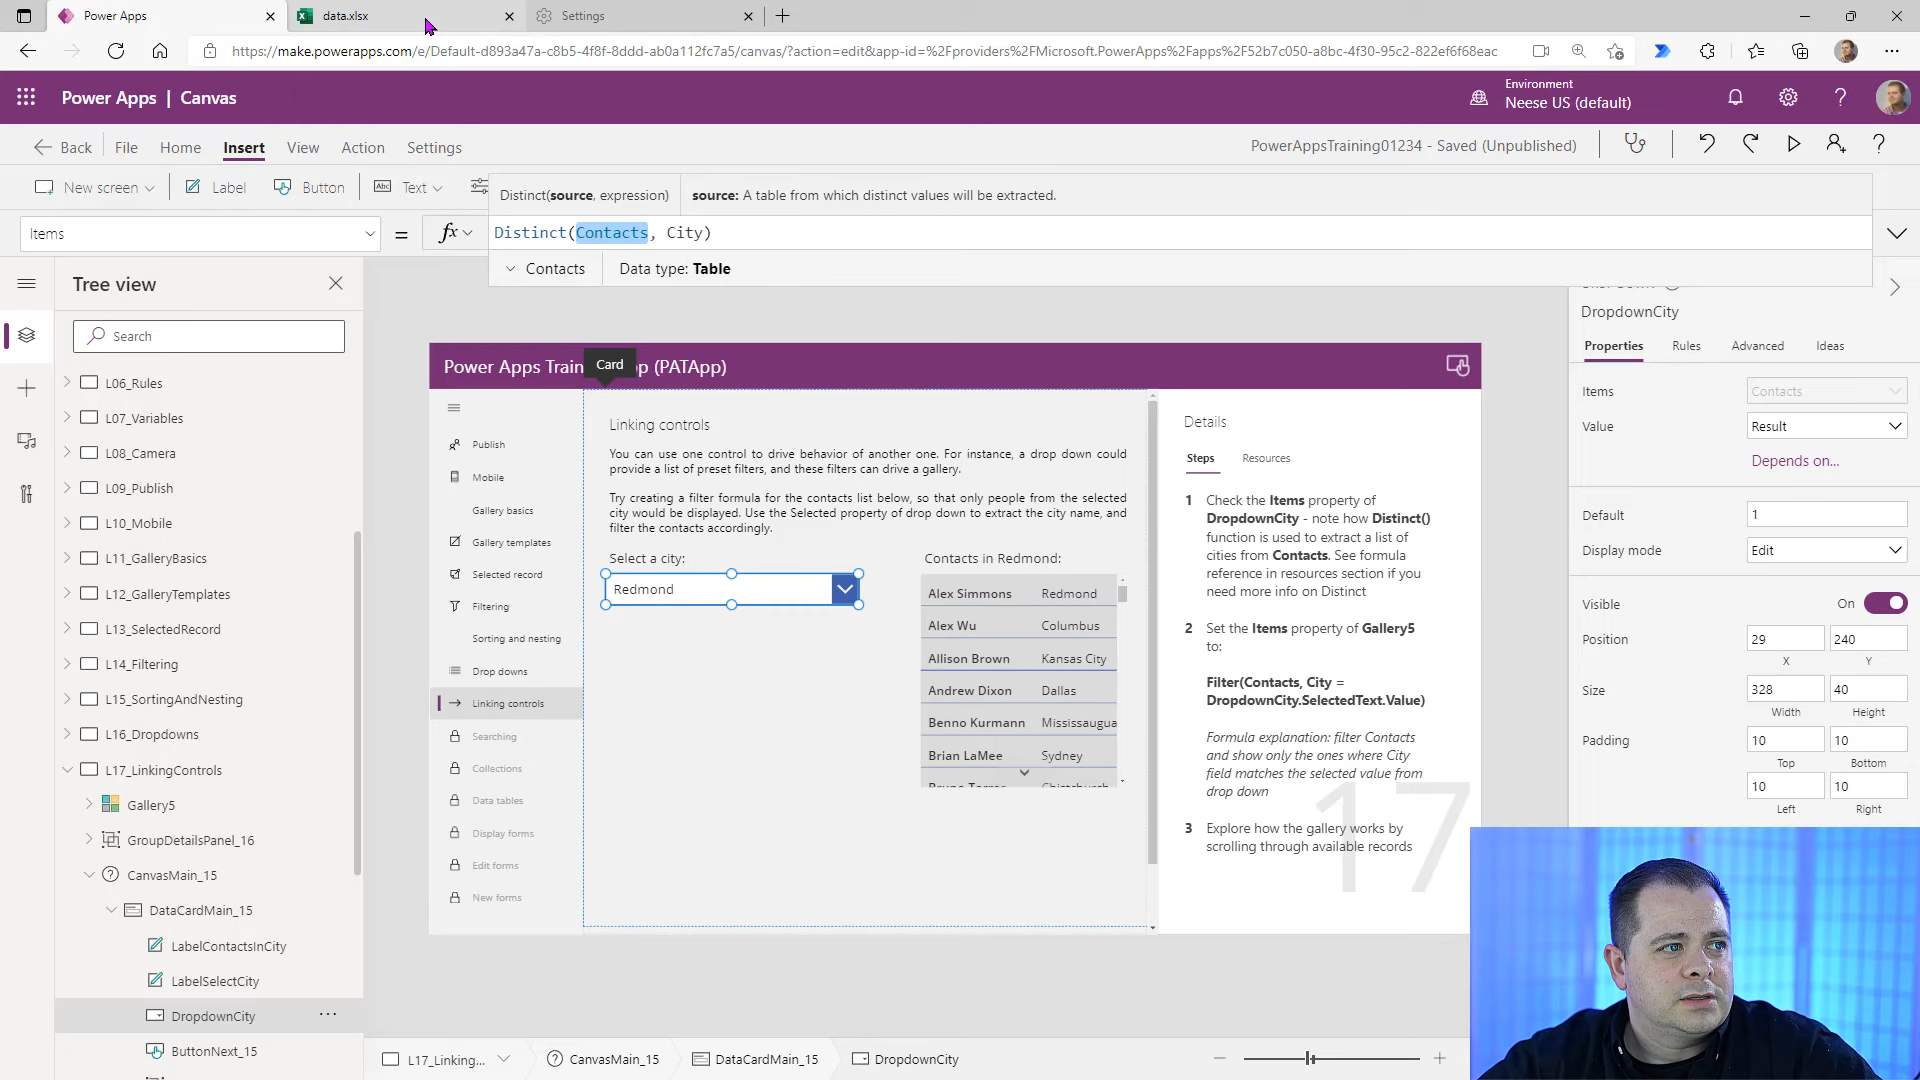 Power Apps
data.xlsx
Settings
https://make.powerapps.com/e/Default-d893a47a-c8b5-4f8f-8ddd-ab0a112fc7a5/canvas/?action=edit&app-id=%2Fproviders%2FMicrosoft.PowerApps%2Fapps%2F52b7c050-a8bc-4f30-95c2-822ef6f68eac
Power Apps | Canvas
Environment
Neese US (default)
Back
File
Home
Insert
View
Action
Settings
PowerAppsTraining01234 - Saved (Unpublished)
New screen
Label
Button
Abc Text
Distinct(source, expression)
source: A table from which distinct values will be extracted.
Items
=
fx
Distinct(Contacts, City)
Contacts
Data type: Table
Tree view
Search
L06_Rules
L07_Variables
L08_Camera
L09_Publish
L10_Mobile
L11_GalleryBasics
L12_GalleryTemplates
L13_SelectedRecord
L14_Filtering
L15_SortingAndNesting
L16_Dropdowns
L17_LinkingControls
Gallery5
GroupDetailsPanel_16
CanvasMain_15
DataCardMain_15
LabelContactsInCity
LabelSelectCity
DropdownCity
ButtonNext_15
Power Apps Train
p (PATApp)
Card
Publish
Mobile
Gallery basics
Gallery templates
Selected record
Filtering
Sorting and nesting
Drop downs
Linking controls
Searching
Collections
Data tables
Display forms
Edit forms
New forms
Linking controls
You can use one control to drive behavior of another one. For instance, a drop down could
provide a list of preset filters, and these filters can drive a gallery.
Try creating a filter formula for the contacts list below, so that only people from the selected
city would be displayed. Use the Selected property of drop down to extract the city name, and
filter the contacts accordingly.
Select a city:
Redmond
Contacts in Redmond:
Alex Simmons Redmond
Alex Wu Columbus
Allison Brown Kansas City
Andrew Dixon Dallas
Benno Kurmann Mississauga
Brian LaMee Sydney
Details
Steps
Resources
1 Check the Items property of
DropdownCity - note how Distinct()
function is used to extract a list of
cities from Contacts. See formula
reference in resources section if you
need more info on Distinct
2 Set the Items property of Gallery5
to:
Filter(Contacts, City =
DropdownCity.SelectedText.Value)
Formula explanation: filter Contacts
and show only the ones where City
field matches the selected value from
drop down
3 Explore how the gallery works by
scrolling through available records
17
DropdownCity
Properties
Rules
Advanced
Ideas
Items Contacts
Value Result
Depends on...
Default 1
Display mode Edit
Visible On
Position 29 240
X Y
Size 328 40
Width Height
Padding 10 10
Top Bottom
10 10
Left Right
L17_Linking...
CanvasMain_15
DataCardMain_15
DropdownCity